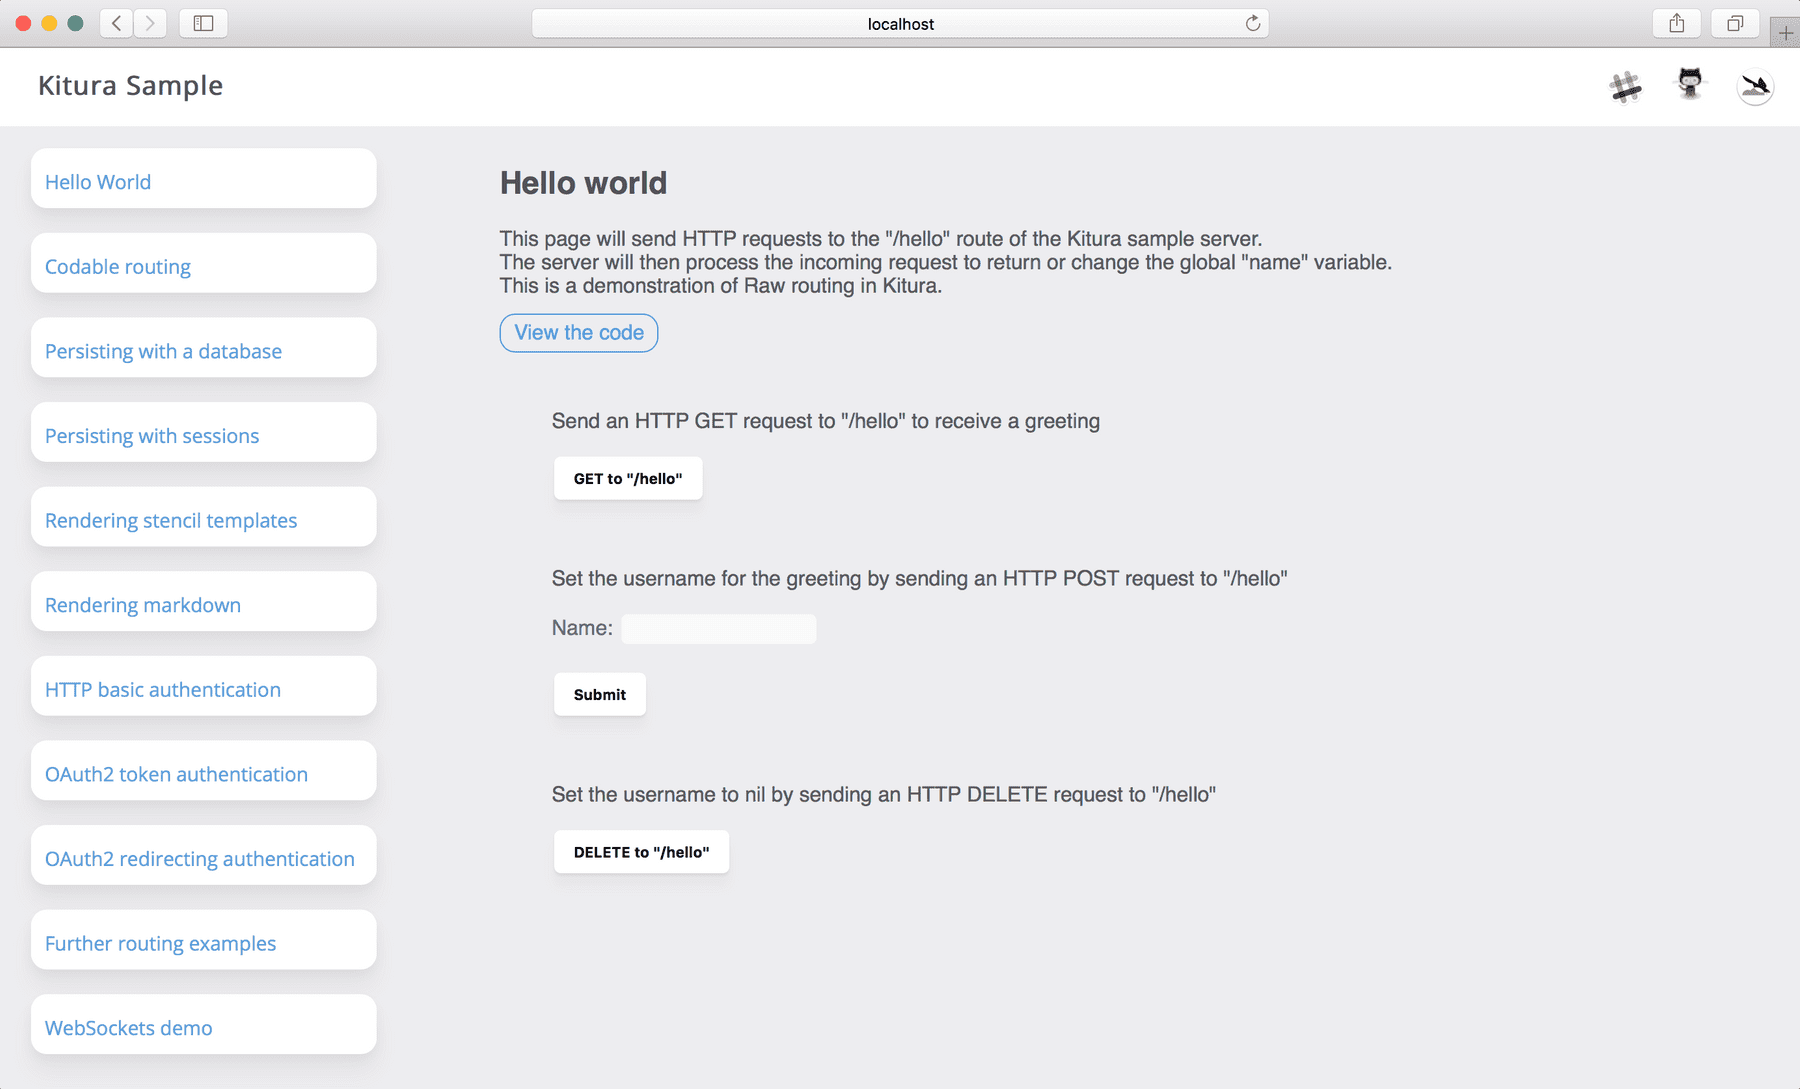 localhost
Kitura Sample
Hello World
Codable routing
Persisting with a database
Persisting with sessions
Rendering stencil templates
Rendering markdown
HTTP basic authentication
OAuth2 token authentication
OAuth2 redirecting authentication
Further routing examples
WebSockets demo
Hello world
This page will send HTTP requests to the "/hello" route of the Kitura sample server.
The server will then process the incoming request to return or change the global "name" variable.
This is a demonstration of Raw routing in Kitura.
View the code
Send an HTTP GET request to "/hello" to receive a greeting
GET to "/hello"
Set the username for the greeting by sending an HTTP POST request to "/hello"
Name:
Submit
Set the username to nil by sending an HTTP DELETE request to "/hello"
DELETE to "/hello"